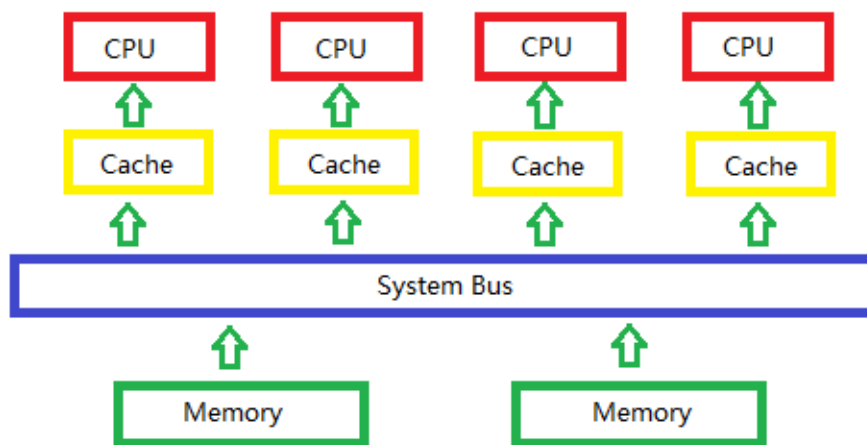 CPU CPU CPU CPU
Cache Cache Cache Cache
System Bus
Memory Memory